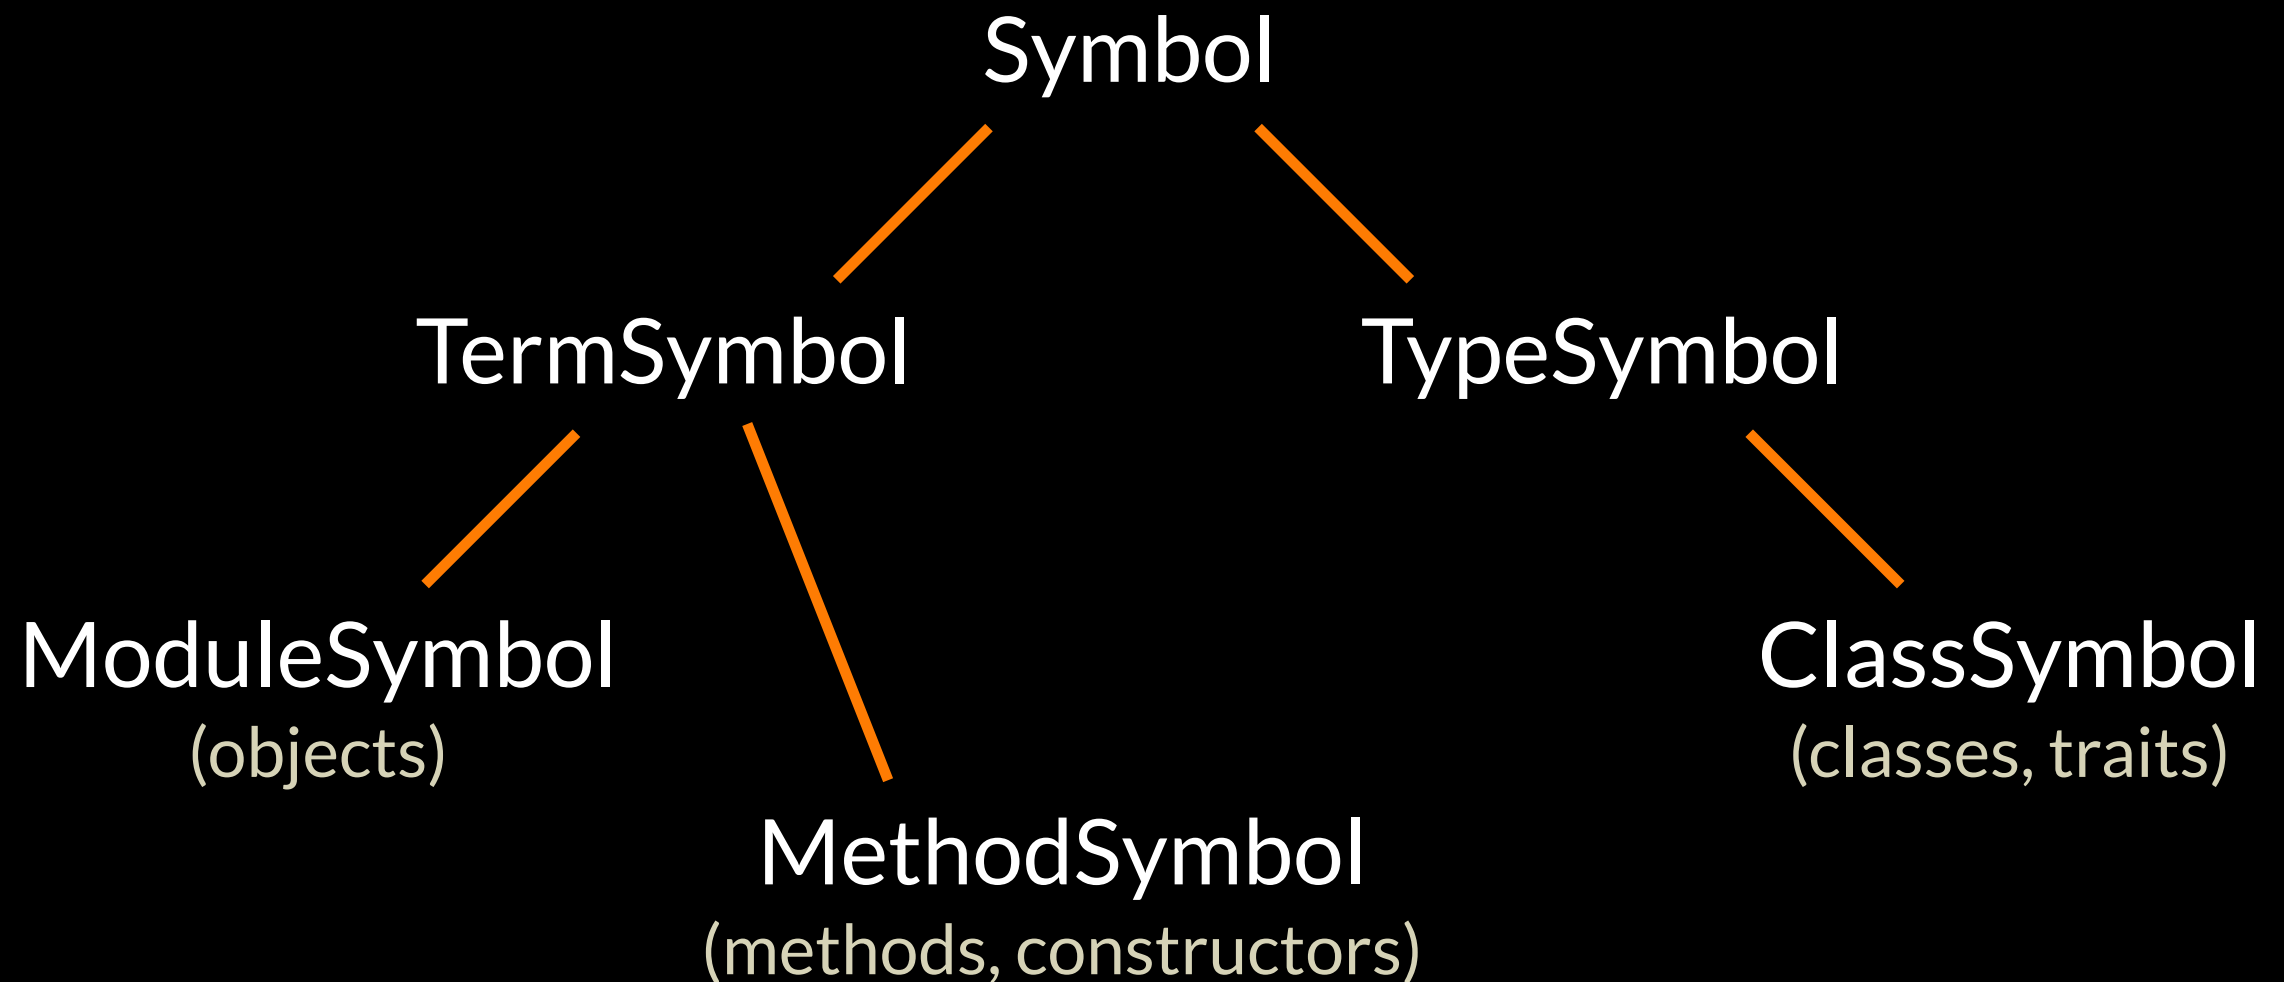 Symbol
TermSymbol
TypeSymbol
ModuleSymbol
(objects)
ClassSymbol
(classes, traits)
MethodSymbol
(methods, constructors)